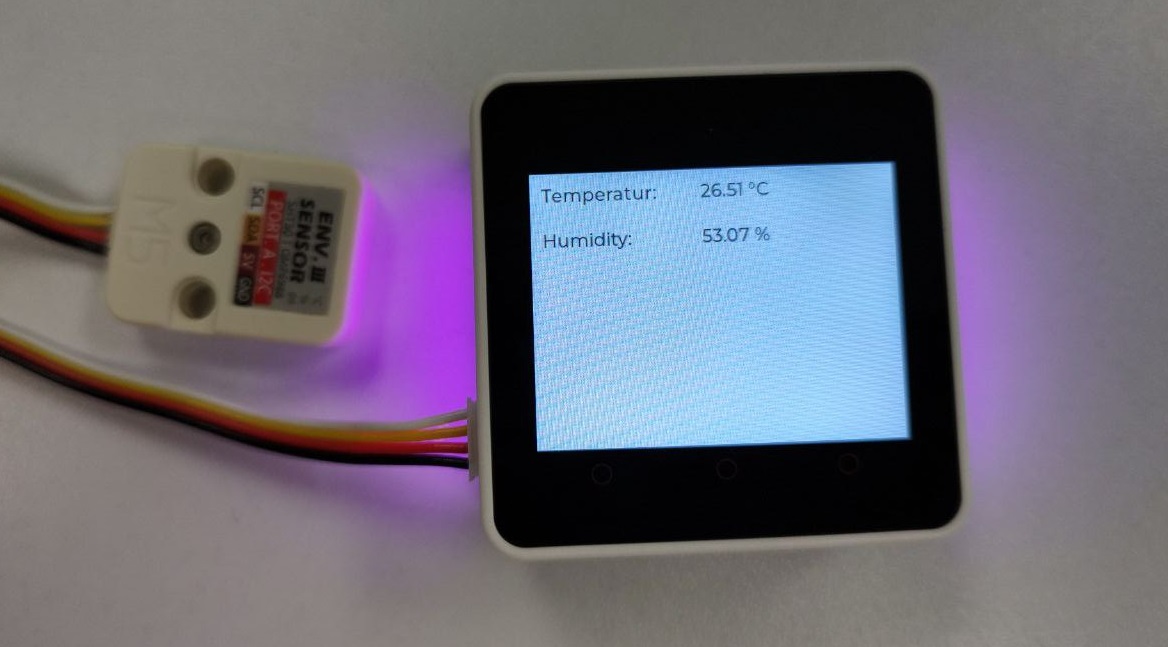 Temperatur: 26.51 °C
Humidity: 53.07 %
ENV. III
SENSOR
PORT. A. I2C
SCL SDA 5V GND
M5